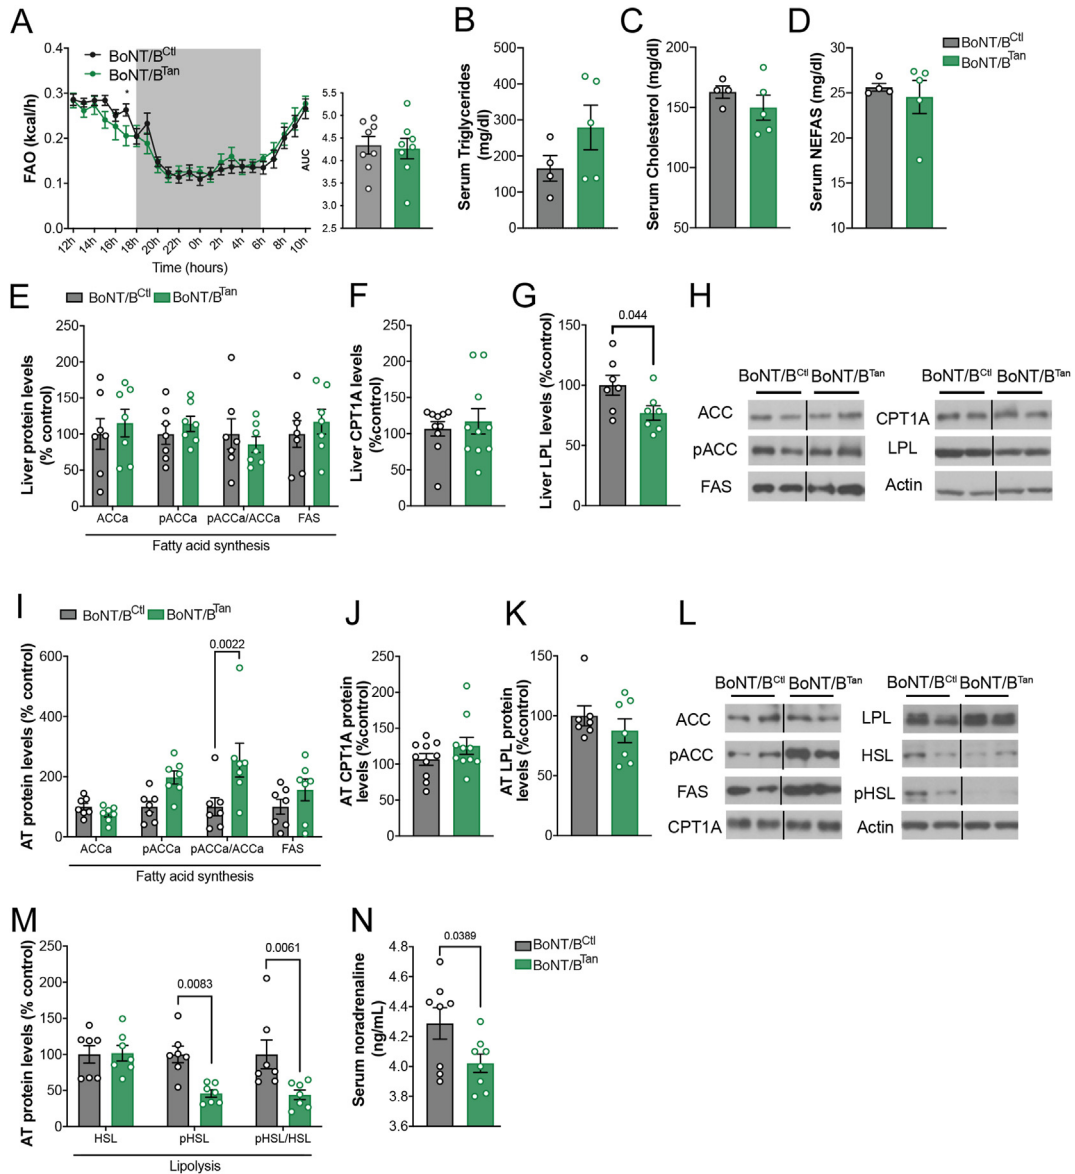 A
FAO (kcal/h)
0.4
0.3
0.2
0.1
0.0
BoNT/BCtl
BoNT/BTan
*
12h
14h
16h
18h
20h
22h
0h
2h
4h
6h
8h
10h
Time (hours)
AUC
5.5
5.0
4.5
4.0
3.5
3.0
2.5
B
Serum Triglycerides
(mg/dl)
500
400
300
200
100
0
C
Serum Cholesterol (mg/dl)
200
150
100
50
D
Serum NEFAS (mg/dl)
30
25
20
15
10
BoNT/BCtl
BoNT/BTan
E
BoNT/BCtl BoNT/BTan
Liver protein levels
(% control)
250
200
150
100
50
0
ACCa pACCa pACCa/ACCa FAS
Fatty acid synthesis
F
Liver CPT1A levels
(%control)
250
200
150
100
50
0
G
Liver LPL levels (%control)
150
100
50
0
0.044
H
BoNT/BCtl BoNT/BTan
ACC
pACC
FAS
BoNT/BCtl BoNT/BTan
CPT1A
LPL
Actin
I
BoNT/BCtl BoNT/BTan
AT protein levels (% control)
600
400
200
0
0.0022
ACCa pACCa pACCa/ACCa FAS
Fatty acid synthesis
J
AT CPT1A protein
levels (%control)
250
200
150
100
50
0
K
AT LPL protein
levels (%control)
150
100
50
0
L
BoNT/BCtl BoNT/BTan
ACC
pACC
FAS
CPT1A
BoNT/BCtl BoNT/BTan
LPL
HSL
pHSL
Actin
M
AT protein levels (% control)
250
200
150
100
50
0
0.0083
0.0061
HSL pHSL pHSL/HSL
Lipolysis
N
Serum noradrenaline
(ng/mL)
4.8
4.6
4.4
4.2
4.0
3.8
3.6
0.0389
BoNT/BCtl
BoNT/BTan